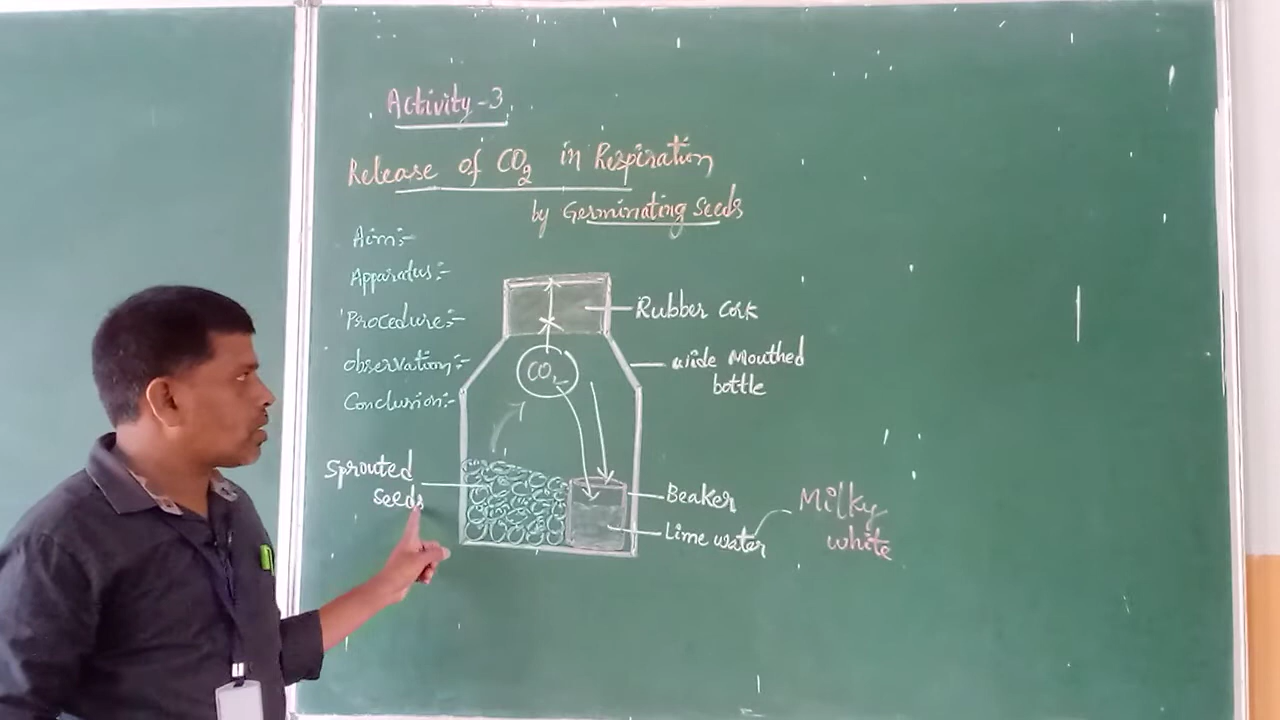 Activity-3
Release of CO₂ in Respiration
by Germinating Seeds
Aim:-
Apparatus:-
Procedure:-
Observation:-
Conclusion:-
Rubber Cork
wide Mouthed
bottle
CO₂
Sprouted
seeds
Beaker
Lime water
Milky
white